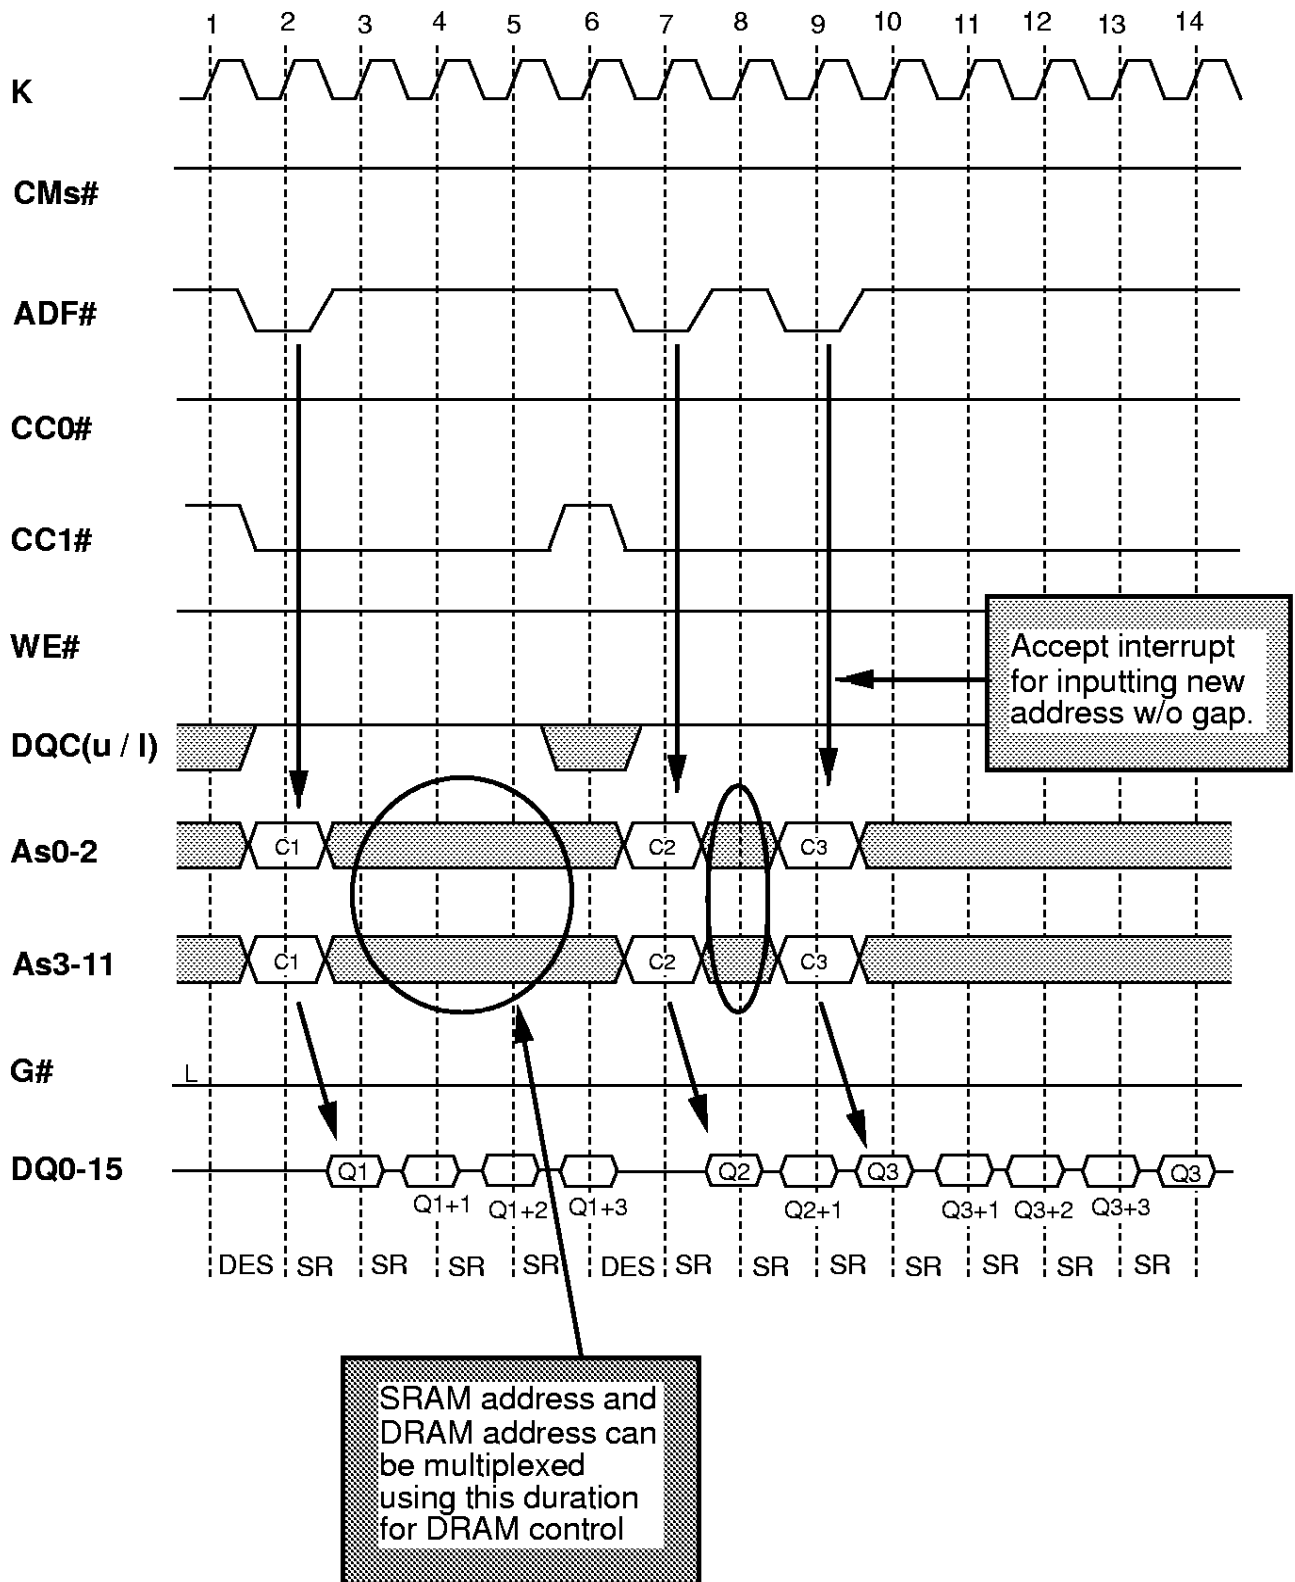 1 2 3 4 5 6 7 8 9 10 11 12 13 14
K
CMs#
ADF#
CC0#
CC1#
WE#
Accept interrupt
for inputting new
address w/o gap.
DQC(u / l)
As0-2 C1 C2 C3
As3-11 C1 C2 C3
G# L
DQ0-15 Q1 Q2 Q3 Q3
Q1+1 Q1+2 Q1+3 Q2+1 Q3+1 Q3+2 Q3+3
DES SR SR SR SR DES SR SR SR SR SR SR SR
SRAM address and
DRAM address can
be multiplexed
using this duration
for DRAM control